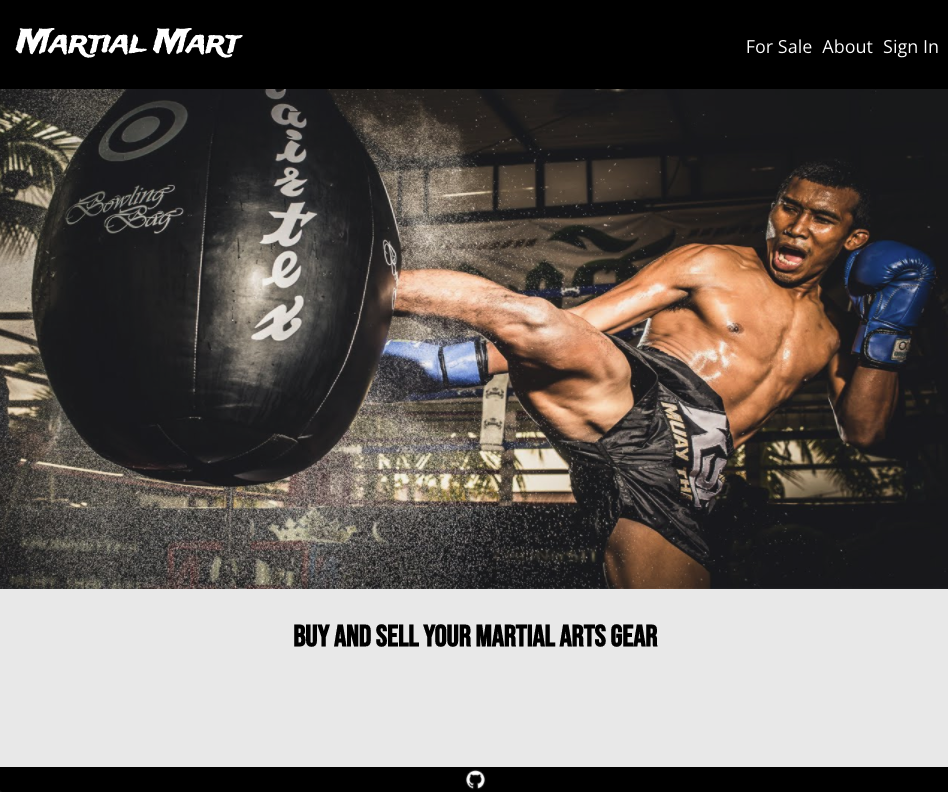 Martial Mart
For Sale About Sign In
Bowling
Bag
airtex
MUAY THAI
BUY AND SELL YOUR MARTIAL ARTS GEAR